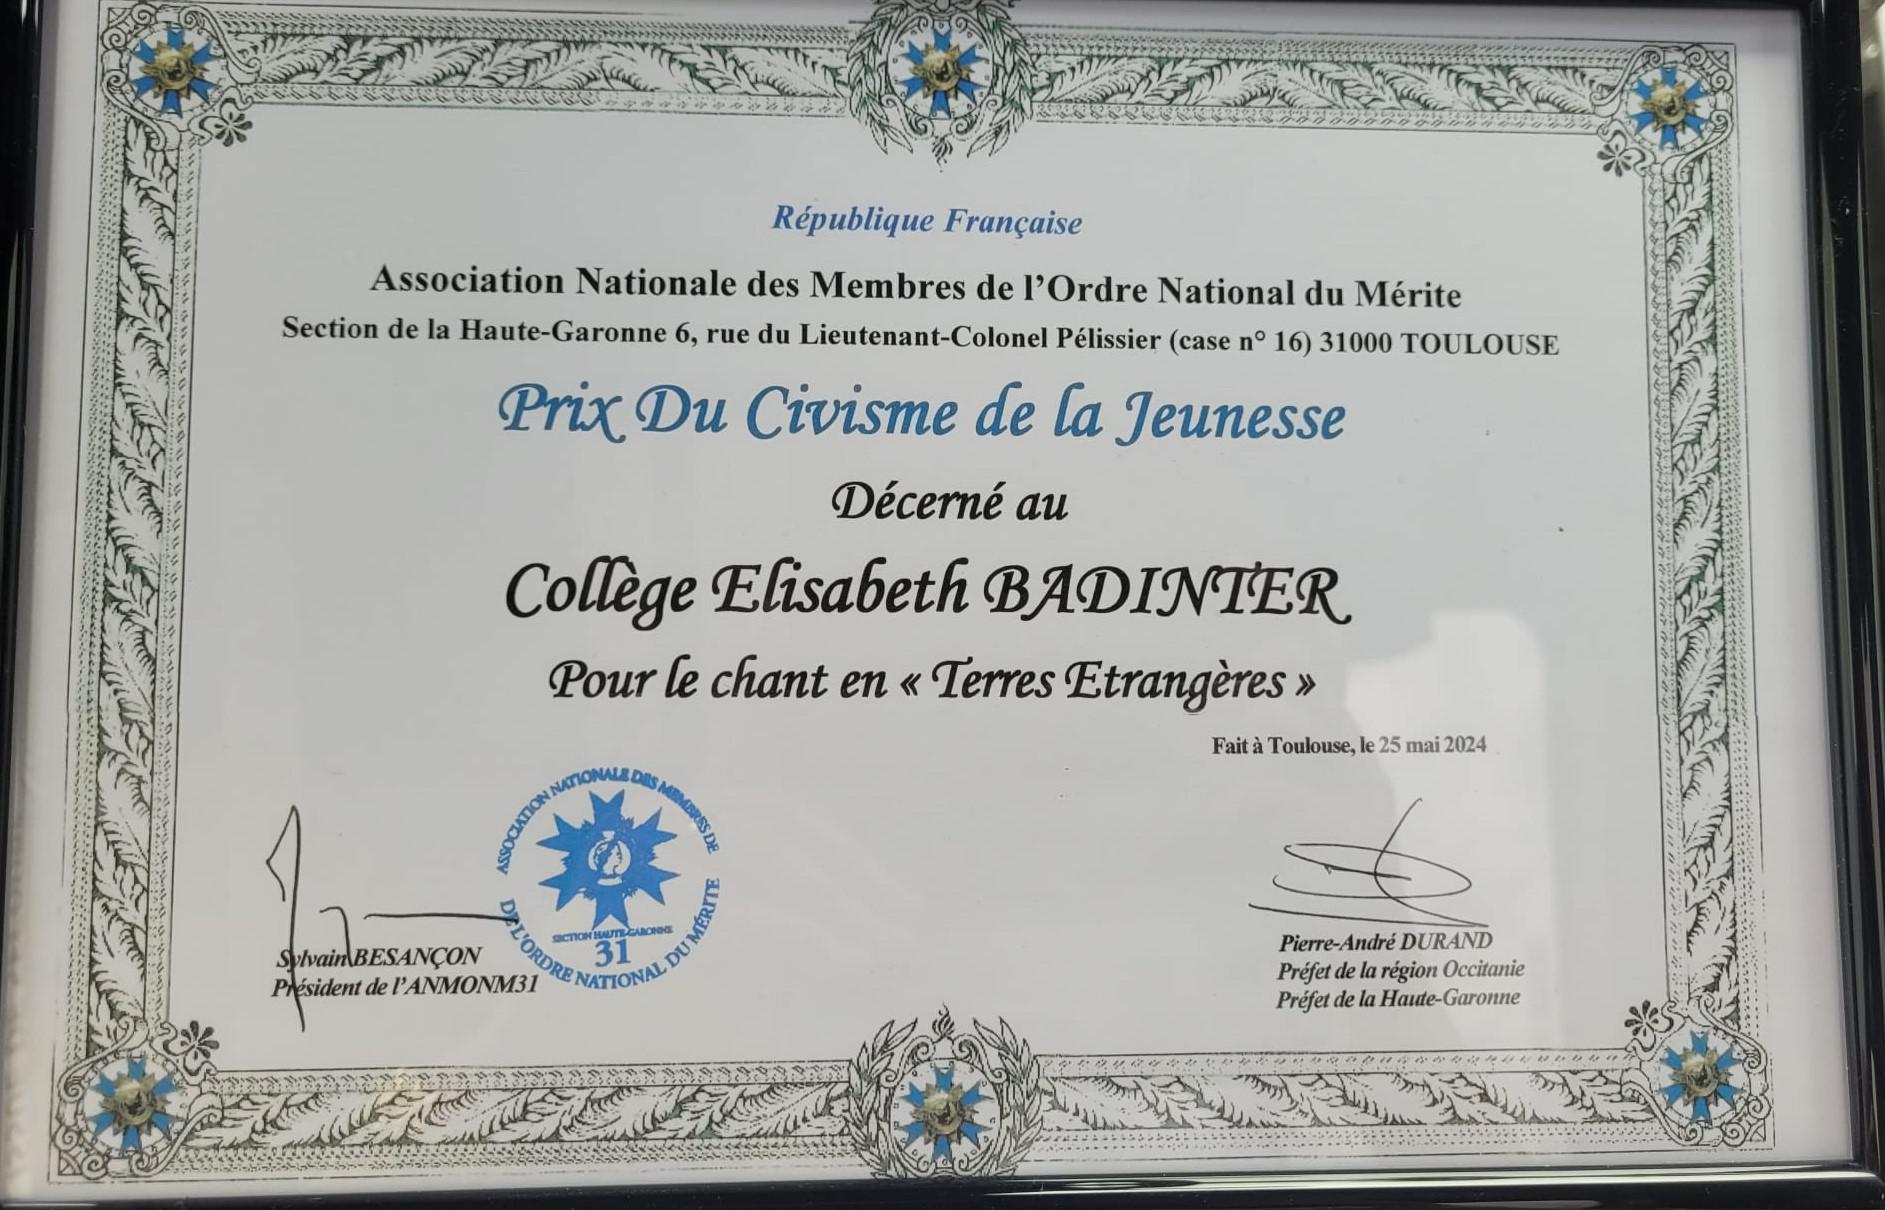 République Française
Association Nationale des Membres de l'Ordre National du Mérite
Section de la Haute-Garonne 6, rue du Lieutenant-Colonel Pélissier (case n° 16) 31000 TOULOUSE
Prix Du Civisme de la Jeunesse
Décerné au
Collège Elisabeth BADINTER
Pour le chant en « Terres Etrangères »
Fait à Toulouse, le 25 mai 2024
ASSOCIATION NATIONALE DES MEMBRES DE
DE L'ORDRE NATIONAL DU MÉRITE
SECTION HAUTE-GARONNE
31
Sylvain BESANÇON
Président de l'ANMONM31
Pierre-André DURAND
Préfet de la région Occitanie
Préfet de la Haute-Garonne